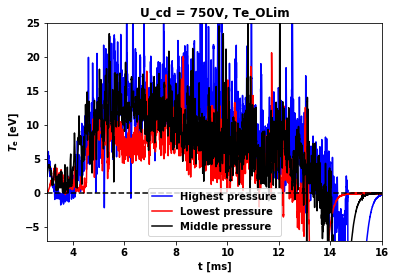 U_cd = 750V, Te_OLim
25
20
15
10
5
0
−5
T_e [eV]
Highest pressure
Lowest pressure
Middle pressure
4 6 8 10 12 14 16
t [ms]